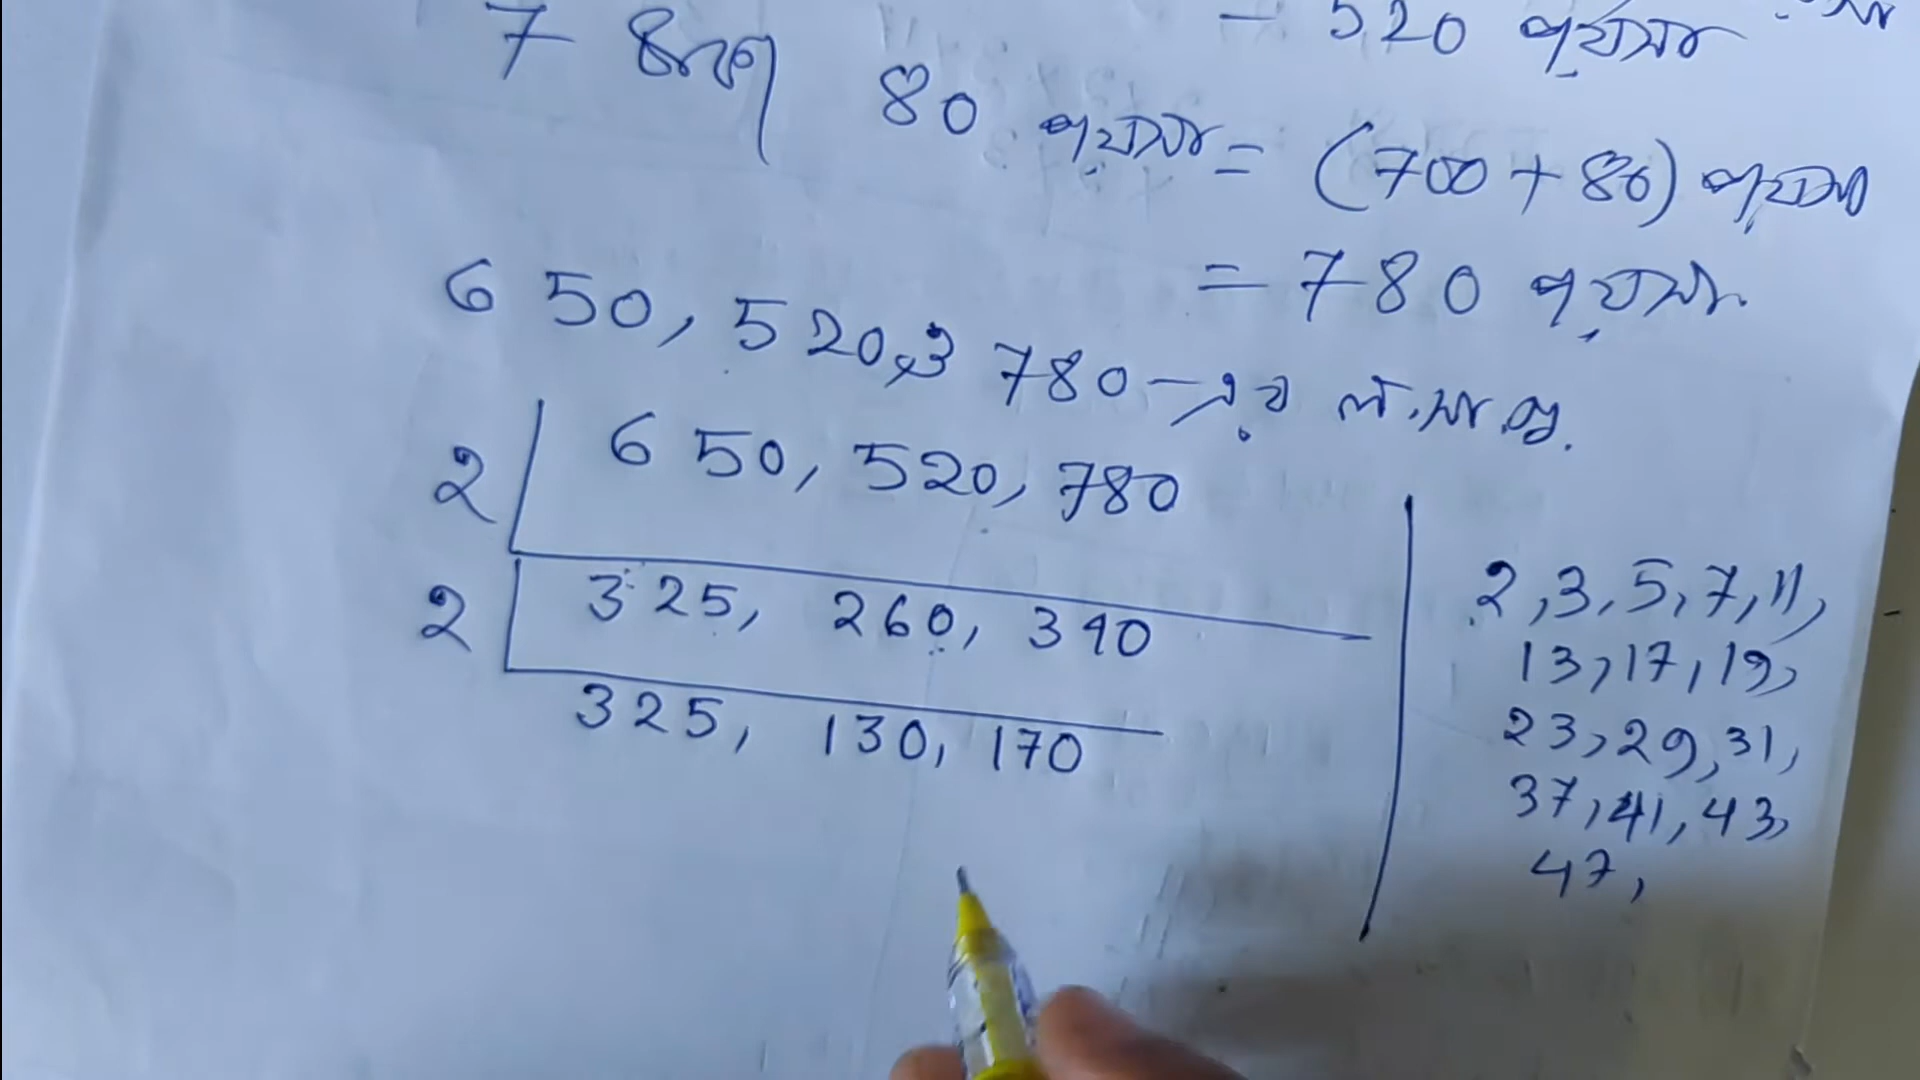 = 520 পয়সা
7 টাকা 80 পয়সা = (700 + 80) পয়সা
= 780 পয়সা
650, 520, ও 780 - এর ল.সা.গু.
2 | 650, 520, 780
2 | 325, 260, 340
325, 130, 170
2, 3, 5, 7, 11,
13, 17, 19,
23, 29, 31,
37, 41, 43,
47,